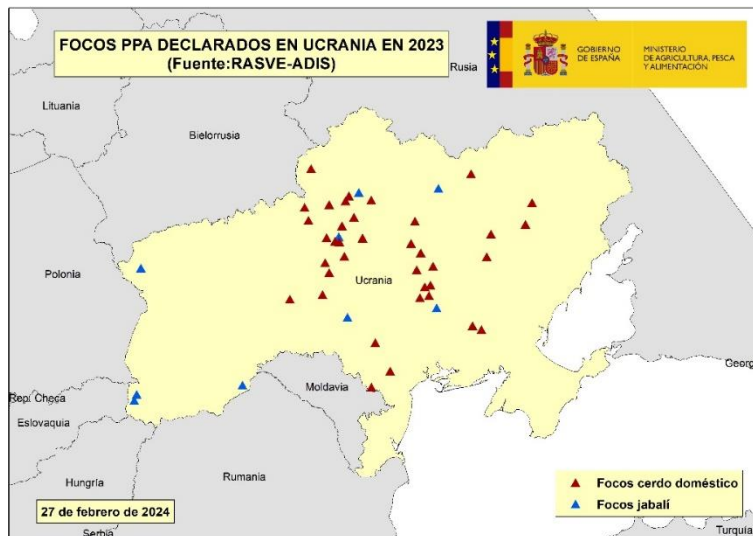 FOCOS PPA DECLARADOS EN UCRANIA EN 2023
(Fuente:RASVE-ADIS)
GOBIERNO
DE ESPAÑA
MINISTERIO
DE AGRICULTURA, PESCA
Y ALIMENTACIÓN
Rusia
Lituania
Bielorrusia
Polonia
Ucrania
Georg
Moldavia
Rep. Checa
Eslovaquia
Hungría
Rumania
Focos cerdo doméstico
Focos jabalí
27 de febrero de 2024
Serbia
Turquía